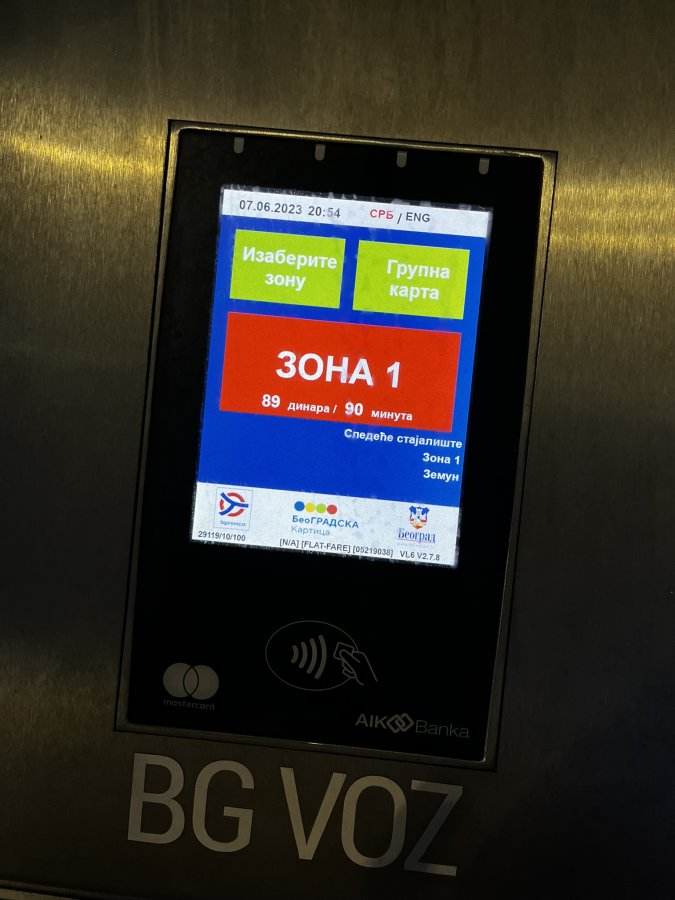 07.06.2023 20:54 СРБ / ENG
Изаберите
зону
Групна
карта
ЗОНА 1
89 динара / 90 минута
Следеће стајалиште
Зона 1
Земун
bgprevoz.rs
БеоГРАДСКА
Картица
Београд
29119/10/100
[N/A] [FLAT-FARE] [05219038] VL6 V2.7.8
mastercard
AIK Banka
BG VOZ